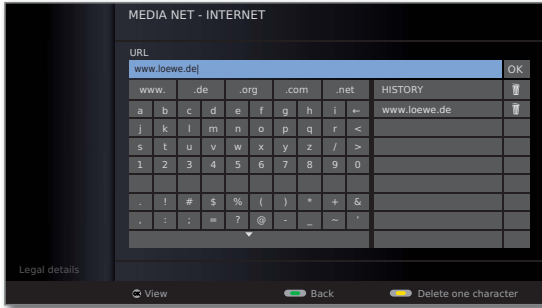 MEDIA NET - INTERNET
URL
www.loewe.de
OK
www. .de .org .com .net HISTORY
a b c d e f g h i ← www.loewe.de
j k l m n o p q r <
s t u v w x y z / >
1 2 3 4 5 6 7 8 9 0
. ! # $ % ( ) * + &
, : ; = ? @ - _ ~ '
Legal details
OK View Back Delete one character